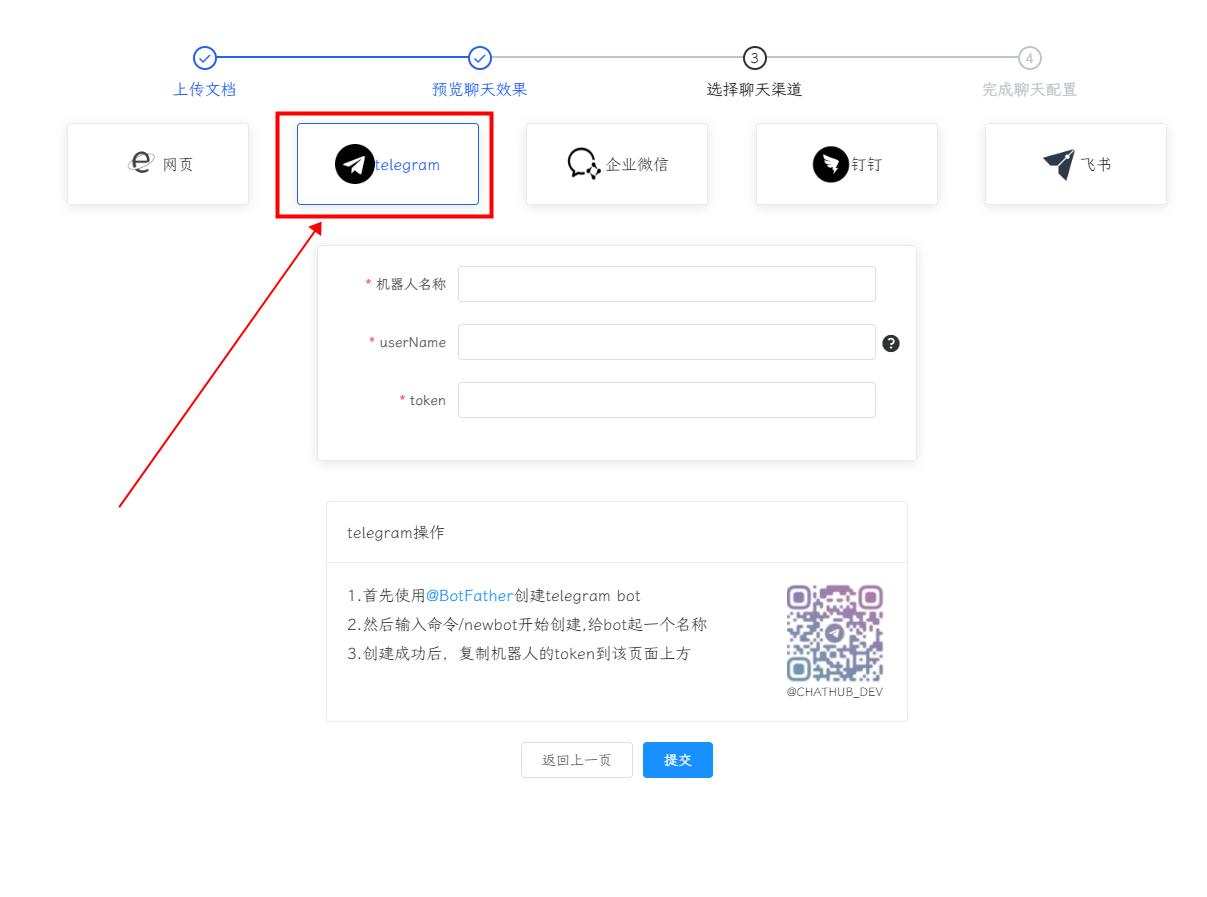 3
4
上传文档
预览聊天效果
选择聊天渠道
完成聊天配置
网页
telegram
企业微信
钉钉
飞书
* 机器人名称
* userName
?
* token
telegram操作
1.首先使用@BotFather创建telegram bot
2.然后输入命令/newbot开始创建,给bot起一个名称
3.创建成功后，复制机器人的token到该页面上方
@CHATHUB_DEV
返回上一页
提交